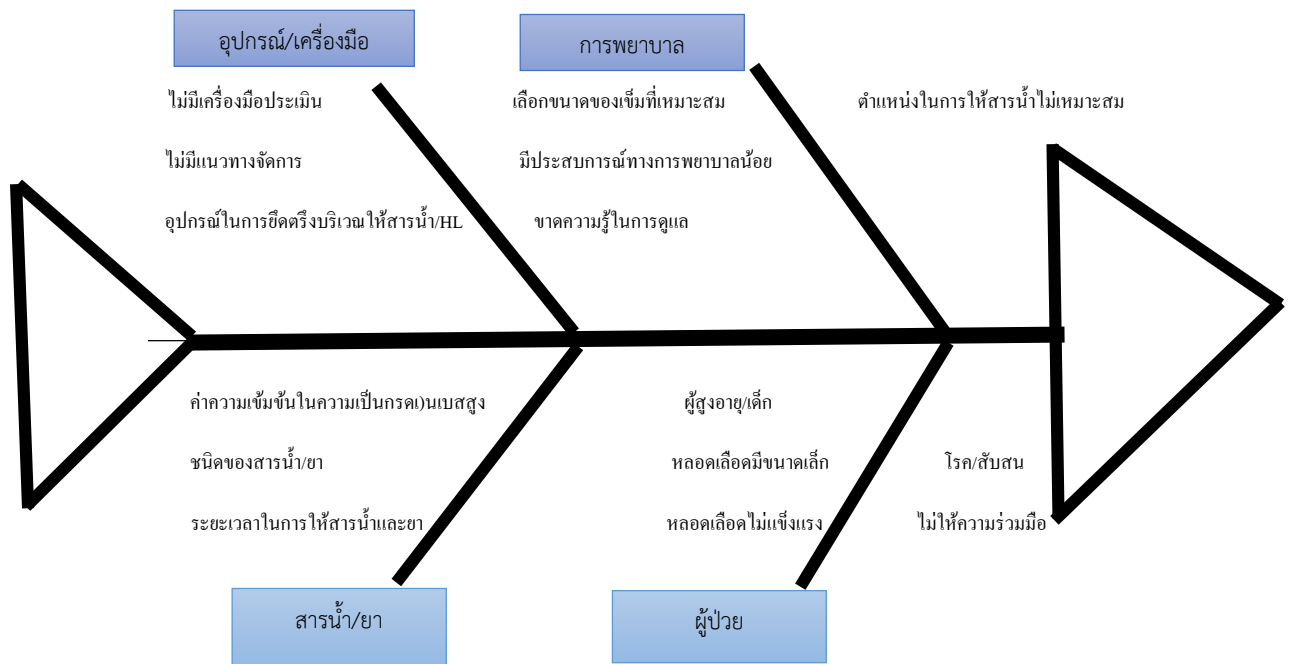 อุปกรณ์/เครื่องมือ
การพยาบาล
ไม่มีเครื่องมือประเมิน
เลือกขนาดของเข็มที่เหมาะสม
ตำแหน่งในการให้สารน้ำไม่เหมาะสม
ไม่มีแนวทางจัดการ
มีประสบการณ์ทางการพยาบาลน้อย
อุปกรณ์ในการยึดตรึงบริเวณให้สารน้ำ/HL
ขาดความรู้ในการดูแล
ค่าความเข้มข้นในความเป็นกรดเ)นเบสสูง
ผู้สูงอายุ/เด็ก
ชนิดของสารน้ำ/ยา
หลอดเลือดมีขนาดเล็ก
โรค/สับสน
ระยะเวลาในการให้สารน้ำและยา
หลอดเลือดไม่แข็งแรง
ไม่ให้ความร่วมมือ
สารน้ำ/ยา
ผู้ป่วย